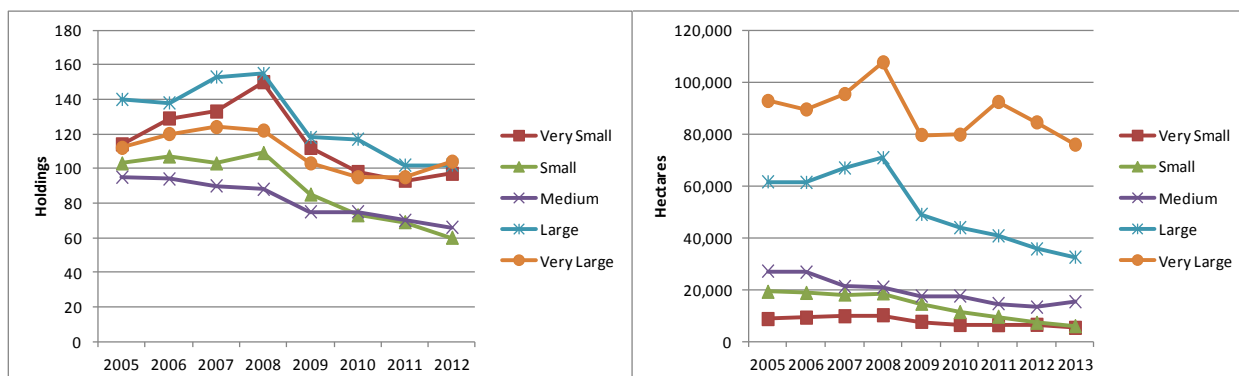 180
160
140
120
100
80
60
40
20
0
Holdings
2005 2006 2007 2008 2009 2010 2011 2012
Very Small
Small
Medium
Large
Very Large
120,000
100,000
80,000
60,000
40,000
20,000
0
Hectares
2005 2006 2007 2008 2009 2010 2011 2012 2013
Very Small
Small
Medium
Large
Very Large